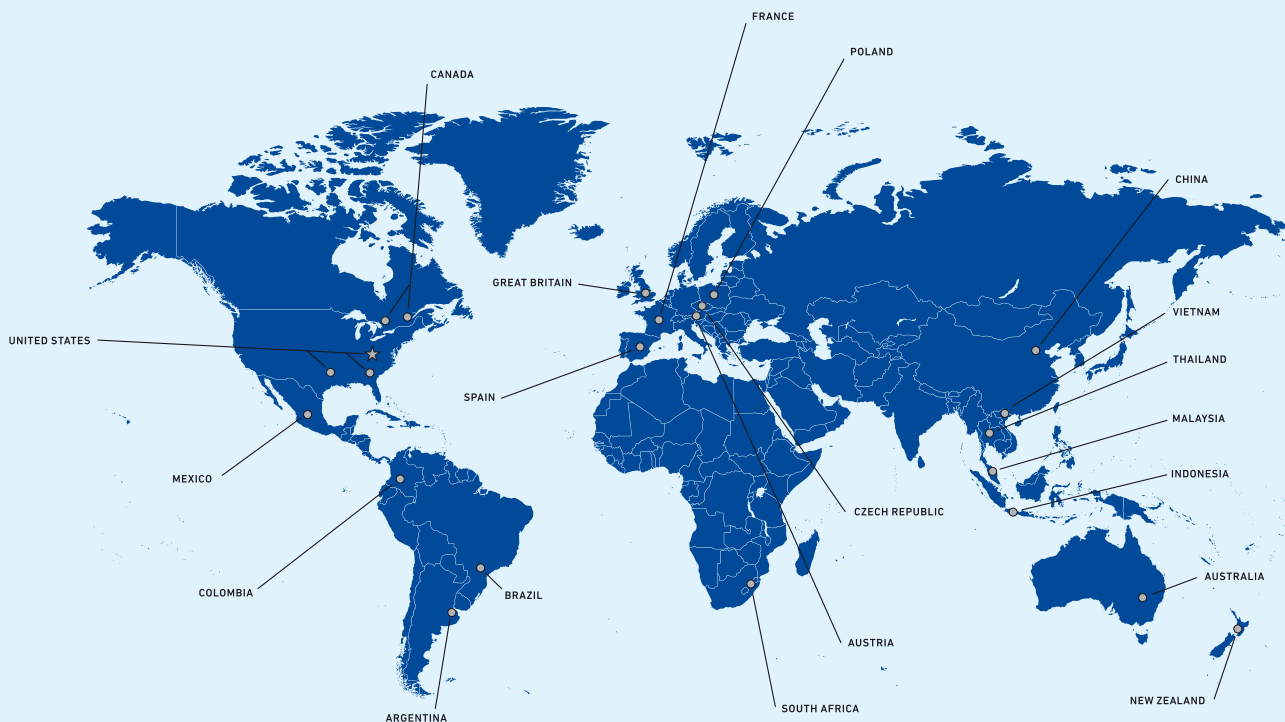 FRANCE
POLAND
CANADA
CHINA
GREAT BRITAIN
VIETNAM
UNITED STATES
THAILAND
SPAIN
MALAYSIA
MEXICO
INDONESIA
CZECH REPUBLIC
AUSTRALIA
COLOMBIA
BRAZIL
AUSTRIA
NEW ZEALAND
SOUTH AFRICA
ARGENTINA